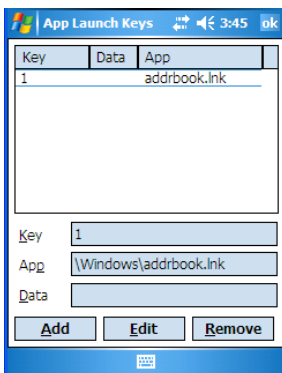 App Launch Keys 3:45 ok
Key Data App
1 addrbook.lnk
Key 1
App \Windows\addrbook.lnk
Data
Add Edit Remove